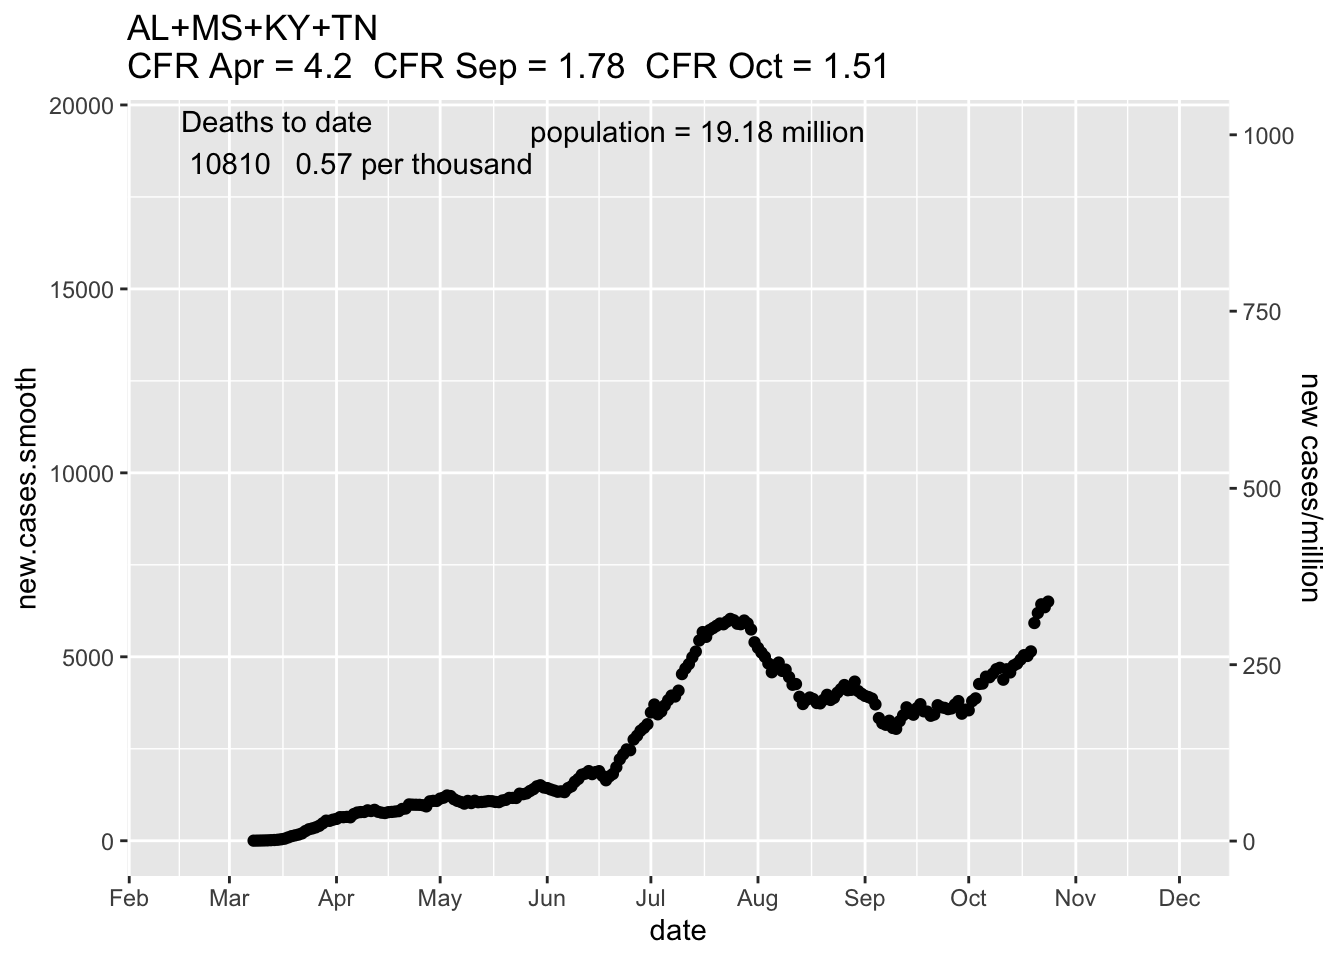 AL+MS+KY+TN
CFR Apr = 4.2 CFR Sep = 1.78 CFR Oct = 1.51
Deaths to date
population = 19.18 million
10810 0.57 per thousand
20000
15000
10000
5000
0
new.cases.smooth
1000
750
500
250
0
new cases/million
Feb Mar Apr May Jun Jul Aug Sep Oct Nov Dec
date